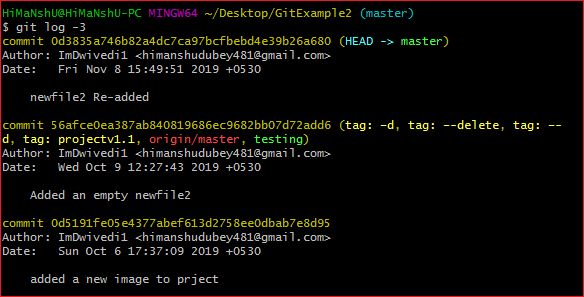 HiMaNshU@HiMaNshU-PC MINGW64 ~/Desktop/GitExample2 (master)
$ git log -3
commit 0d3835a746b82a4dc7ca97bcfbebd4e39b26a680 (HEAD -> master)
Author: ImDwivedi1 <himanshudubey481@gmail.com>
Date:   Fri Nov 8 15:49:51 2019 +0530
newfile2 Re-added
commit 56afce0ea387ab840819686ec9682bb07d72add6 (tag: -d, tag: --delete, tag: --
d, tag: projectv1.1, origin/master, testing)
Author: ImDwivedi1 <himanshudubey481@gmail.com>
Date:   Wed Oct 9 12:27:43 2019 +0530
Added an empty newfile2
commit 0d5191fe05e4377abef613d2758ee0dbab7e8d95
Author: ImDwivedi1 <himanshudubey481@gmail.com>
Date:   Sun Oct 6 17:37:09 2019 +0530
added a new image to prject